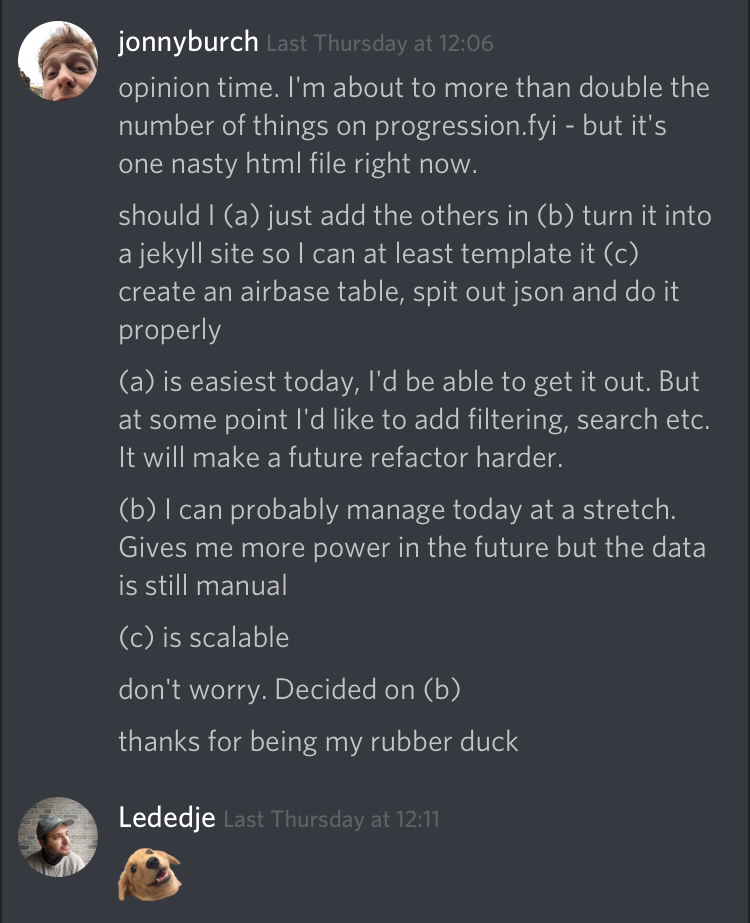 jonnyburch Last Thursday at 12:06
opinion time. I'm about to more than double the
number of things on progression.fyi - but it's
one nasty html file right now.
should I (a) just add the others in (b) turn it into
a jekyll site so I can at least template it (c)
create an airbase table, spit out json and do it
properly
(a) is easiest today, I'd be able to get it out. But
at some point I'd like to add filtering, search etc.
It will make a future refactor harder.
(b) I can probably manage today at a stretch.
Gives me more power in the future but the data
is still manual
(c) is scalable
don't worry. Decided on (b)
thanks for being my rubber duck
Lededje Last Thursday at 12:11